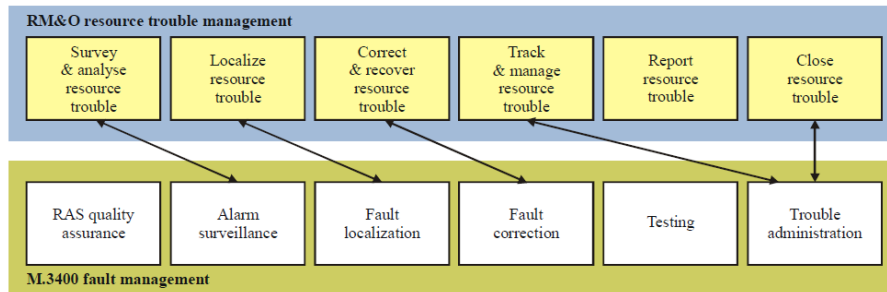 RM&O resource trouble management
Survey
& analyse
resource
trouble
Localize
resource
trouble
Correct
& recover
resource
trouble
Track
& manage
resource
trouble
Report
resource
trouble
Close
resource
trouble
RAS quality
assurance
Alarm
surveillance
Fault
localization
Fault
correction
Testing
Trouble
administration
M.3400 fault management